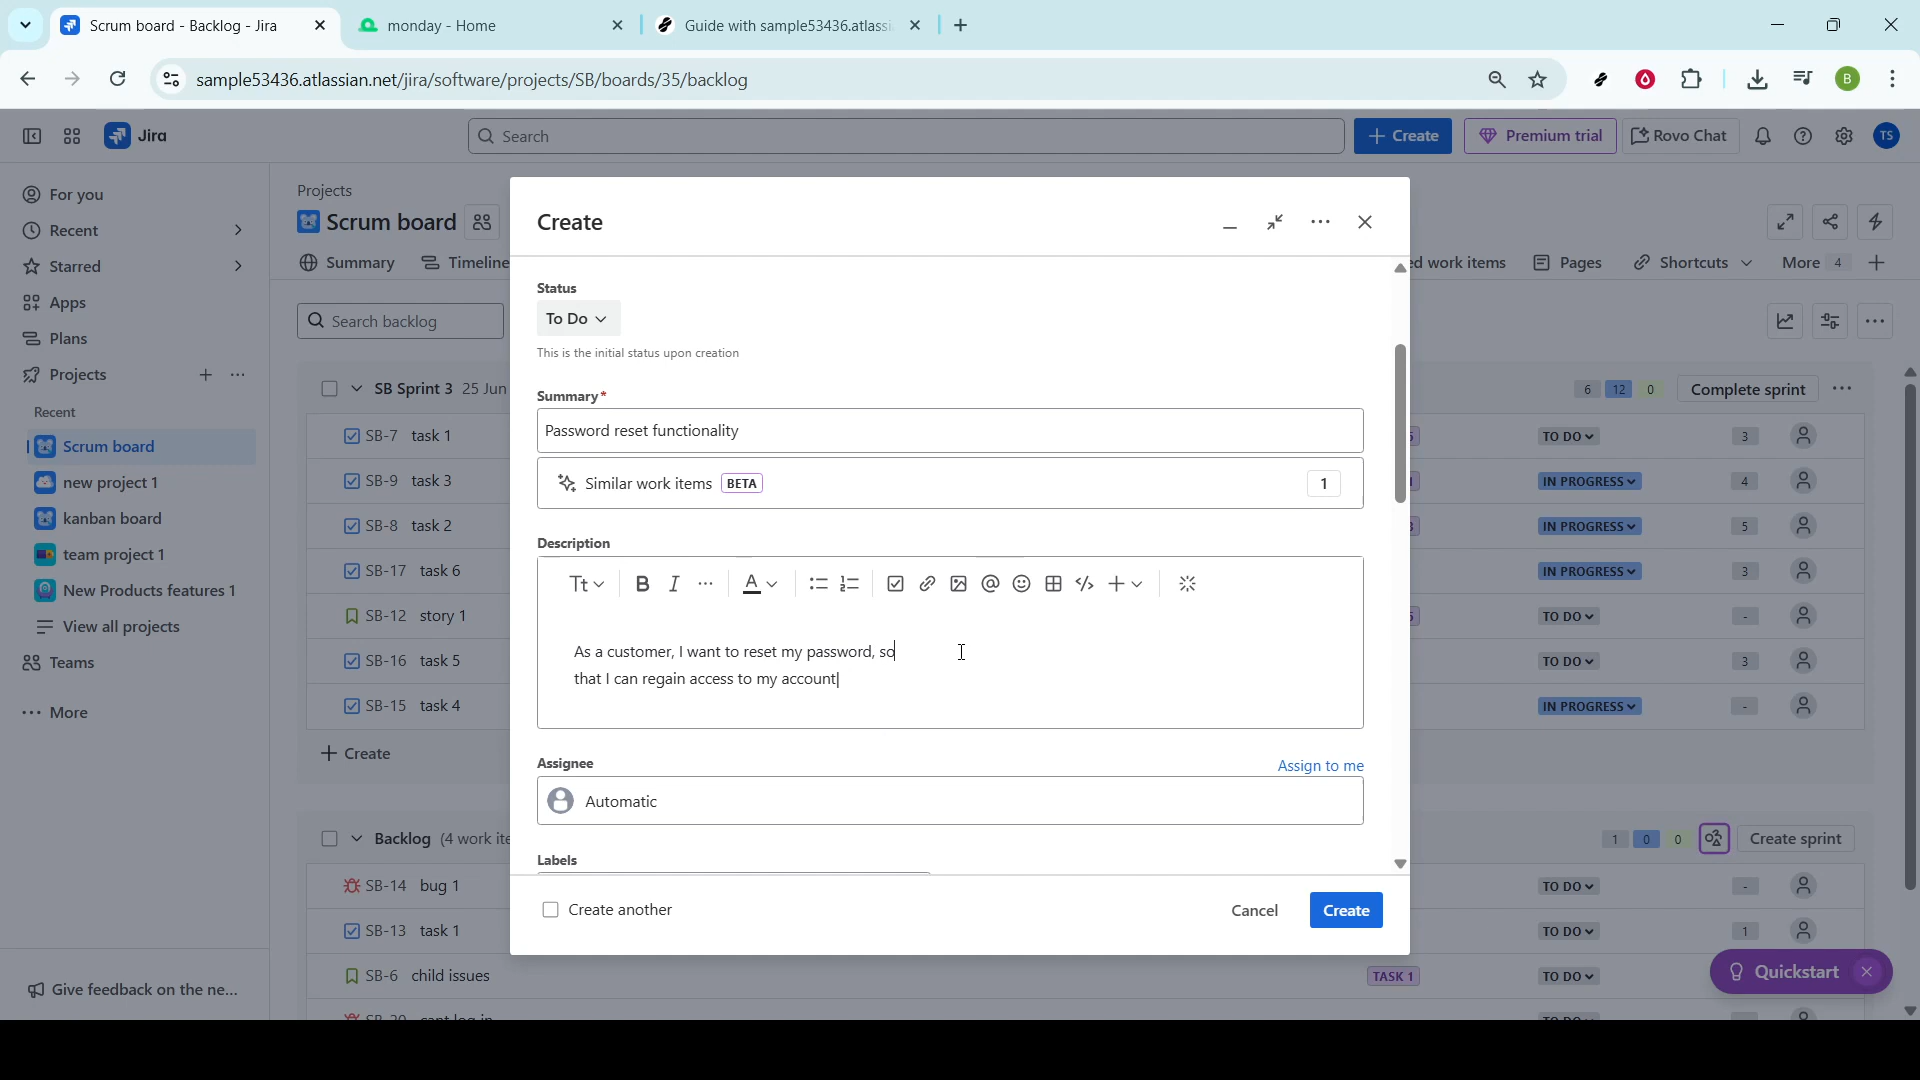 Scrum board - Backlog - Jira
monday - Home
Guide with sample53436.atlassi
sample53436.atlassian.net/jira/software/projects/SB/boards/35/backlog
B
Jira
Search
+ Create
Premium trial
Rovo Chat
TS
For you
Recent
Starred
Apps
Plans
Projects
Recent
Scrum board
new project 1
kanban board
team project 1
New Products features 1
View all projects
Teams
More
Give feedback on the ne...
Projects
Scrum board
Summary
Timeline
ed work items
Pages
Shortcuts
More 4
Search backlog
SB Sprint 3 25 Jun
6 12 0 Complete sprint
SB-7 task 1
TO DO 3
SB-9 task 3
IN PROGRESS 4
SB-8 task 2
IN PROGRESS 5
SB-17 task 6
IN PROGRESS 3
SB-12 story 1
TO DO -
SB-16 task 5
TO DO 3
SB-15 task 4
IN PROGRESS -
+ Create
Backlog (4 work ite
1 0 0 Create sprint
SB-14 bug 1
TO DO -
SB-13 task 1
TO DO 1
SB-6 child issues
TASK 1 TO DO
Quickstart
Create
Status
To Do
This is the initial status upon creation
Summary*
Password reset functionality
Similar work items BETA
1
Description
Tt B I A @
As a customer, I want to reset my password, so
that I can regain access to my account
Assignee
Assign to me
Automatic
Labels
Create another
Cancel
Create